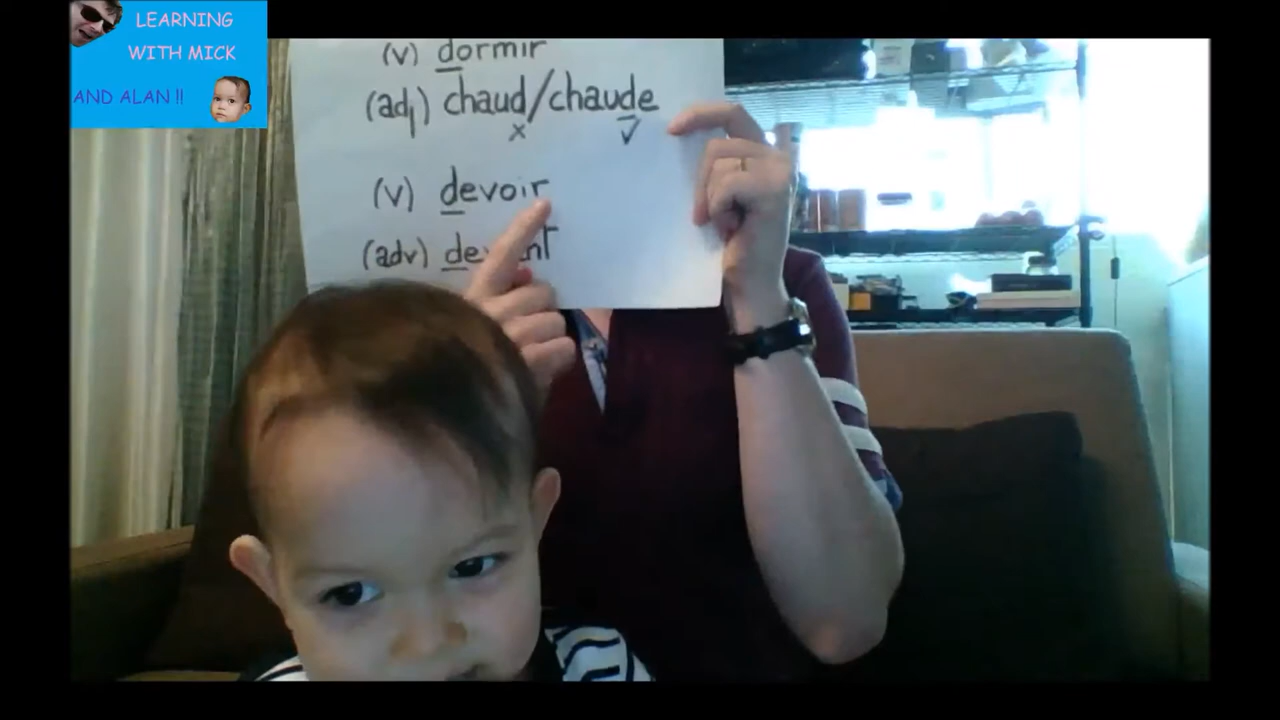 LEARNING
WITH MICK
AND ALAN !!
(v) dormir
(adj) chaud/chaude
x ✓
(v) devoir
(adv)